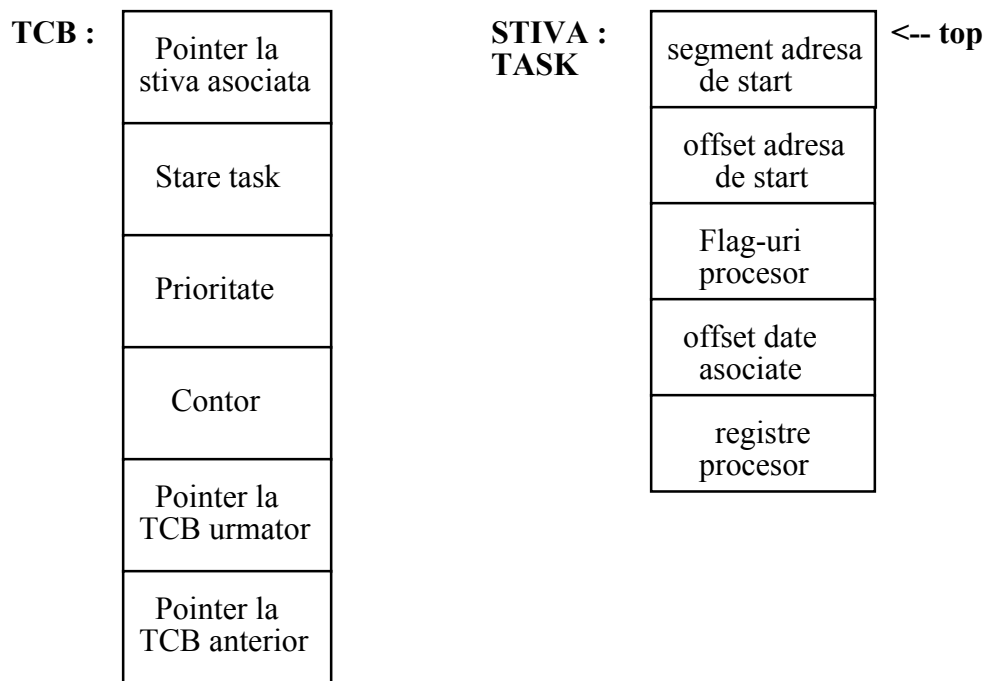 TCB :
Pointer la
stiva asociata
Stare task
Prioritate
Contor
Pointer la
TCB urmator
Pointer la
TCB anterior
STIVA :
TASK
segment adresa
de start
<-- top
offset adresa
de start
Flag-uri
procesor
offset date
asociate
registre
procesor